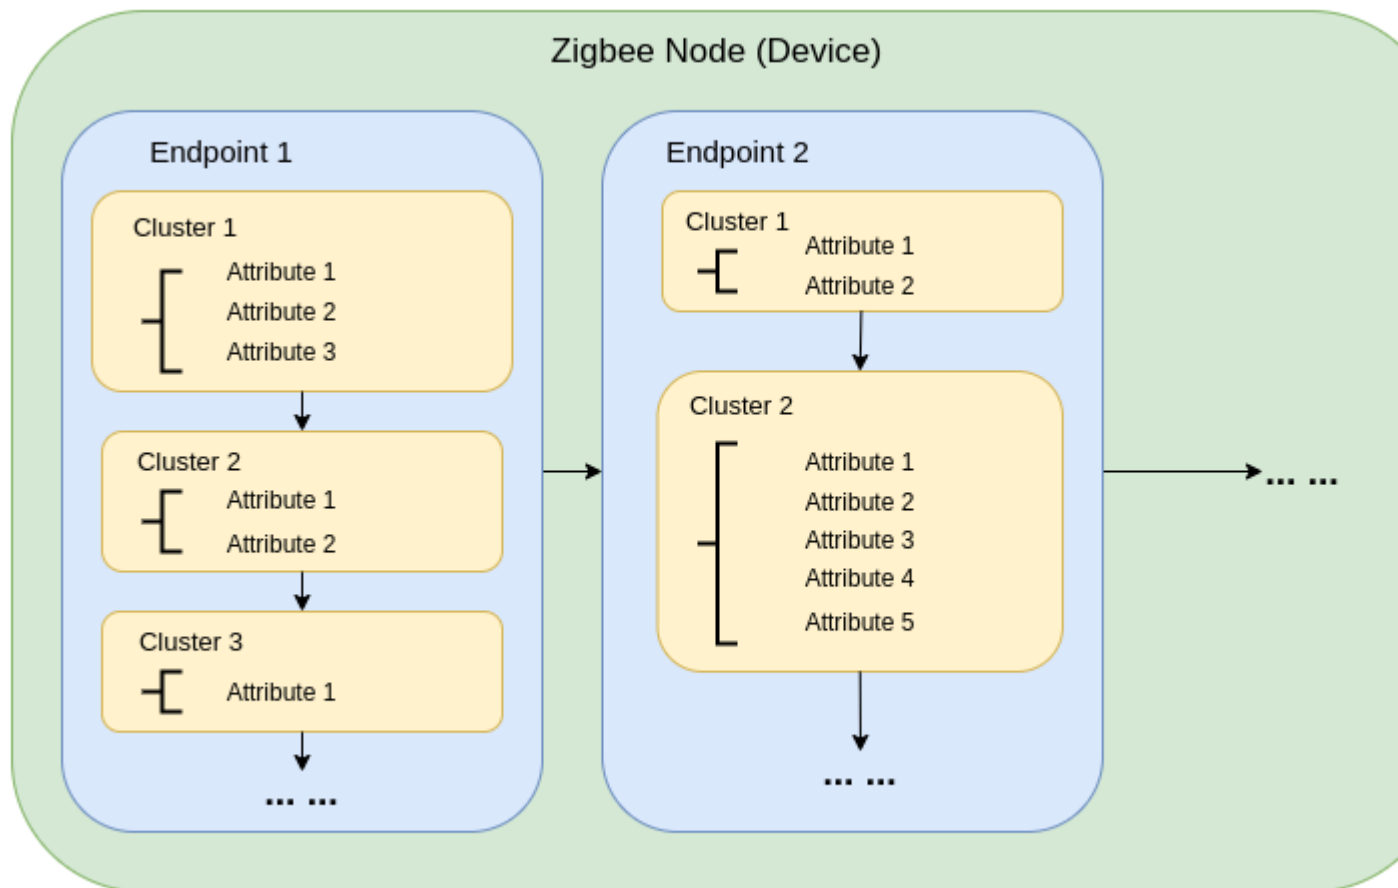 Zigbee Node (Device)
Endpoint 1
Cluster 1
Attribute 1
Attribute 2
Attribute 3
Cluster 2
Attribute 1
Attribute 2
Cluster 3
Attribute 1
... ...
Endpoint 2
Cluster 1
Attribute 1
Attribute 2
Cluster 2
Attribute 1
Attribute 2
Attribute 3
Attribute 4
Attribute 5
... ...
... ...